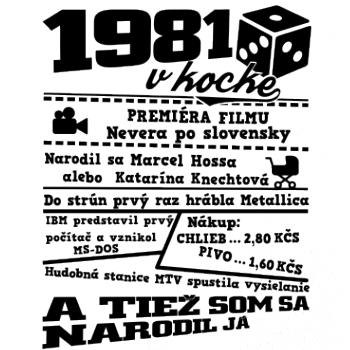 1981
v kocke
PREMIÉRA FILMU
Nevera po slovensky
Narodil sa Marcel Hossa
alebo Katarína Knechtová
Do strún prvý raz hrábla Metallica
IBM predstavil prvý
počítač a vznikol
MS-DOS
Nákup:
CHLIEB ... 2,80 KČS
PIVO ... 1,60 KČS
Hudobná stanice MTV spustila vysielanie
A TIEŽ SOM SA
NARODIL JA